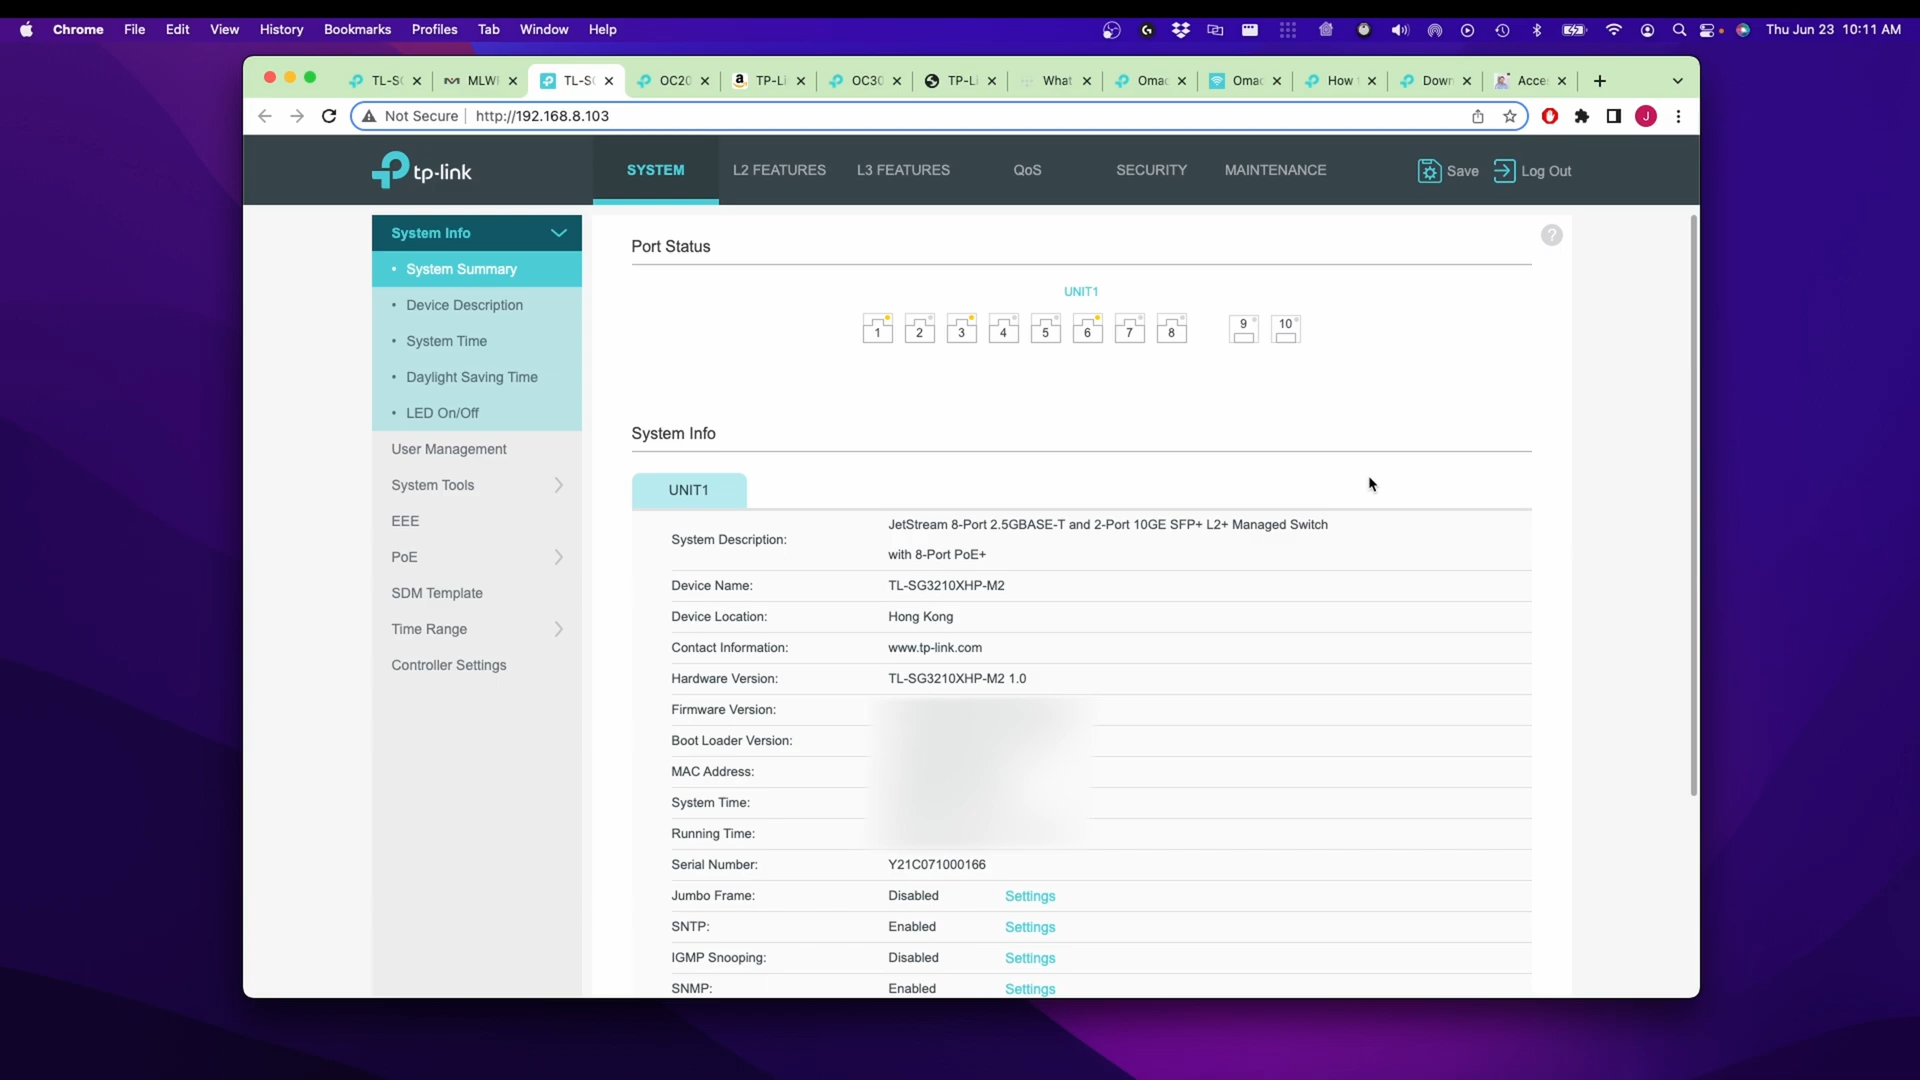 Chrome File Edit View History Bookmarks Profiles Tab Window Help Thu Jun 23 10:11 AM
TL-S MLW TL-S OC20 TP-Li OC30 TP-Li What Omac Omac How Down Acce
Not Secure http://192.168.8.103 J
tp-link SYSTEM L2 FEATURES L3 FEATURES QoS SECURITY MAINTENANCE Save Log Out
System Info
System Summary
Device Description
System Time
Daylight Saving Time
LED On/Off
User Management
System Tools
EEE
PoE
SDM Template
Time Range
Controller Settings
Port Status ?
UNIT1
1 2 3 4 5 6 7 8 9 10
System Info
UNIT1
System Description: JetStream 8-Port 2.5GBASE-T and 2-Port 10GE SFP+ L2+ Managed Switch
with 8-Port PoE+
Device Name: TL-SG3210XHP-M2
Device Location: Hong Kong
Contact Information: www.tp-link.com
Hardware Version: TL-SG3210XHP-M2 1.0
Firmware Version:
Boot Loader Version:
MAC Address:
System Time:
Running Time:
Serial Number: Y21C071000166
Jumbo Frame: Disabled Settings
SNTP: Enabled Settings
IGMP Snooping: Disabled Settings
SNMP: Enabled Settings